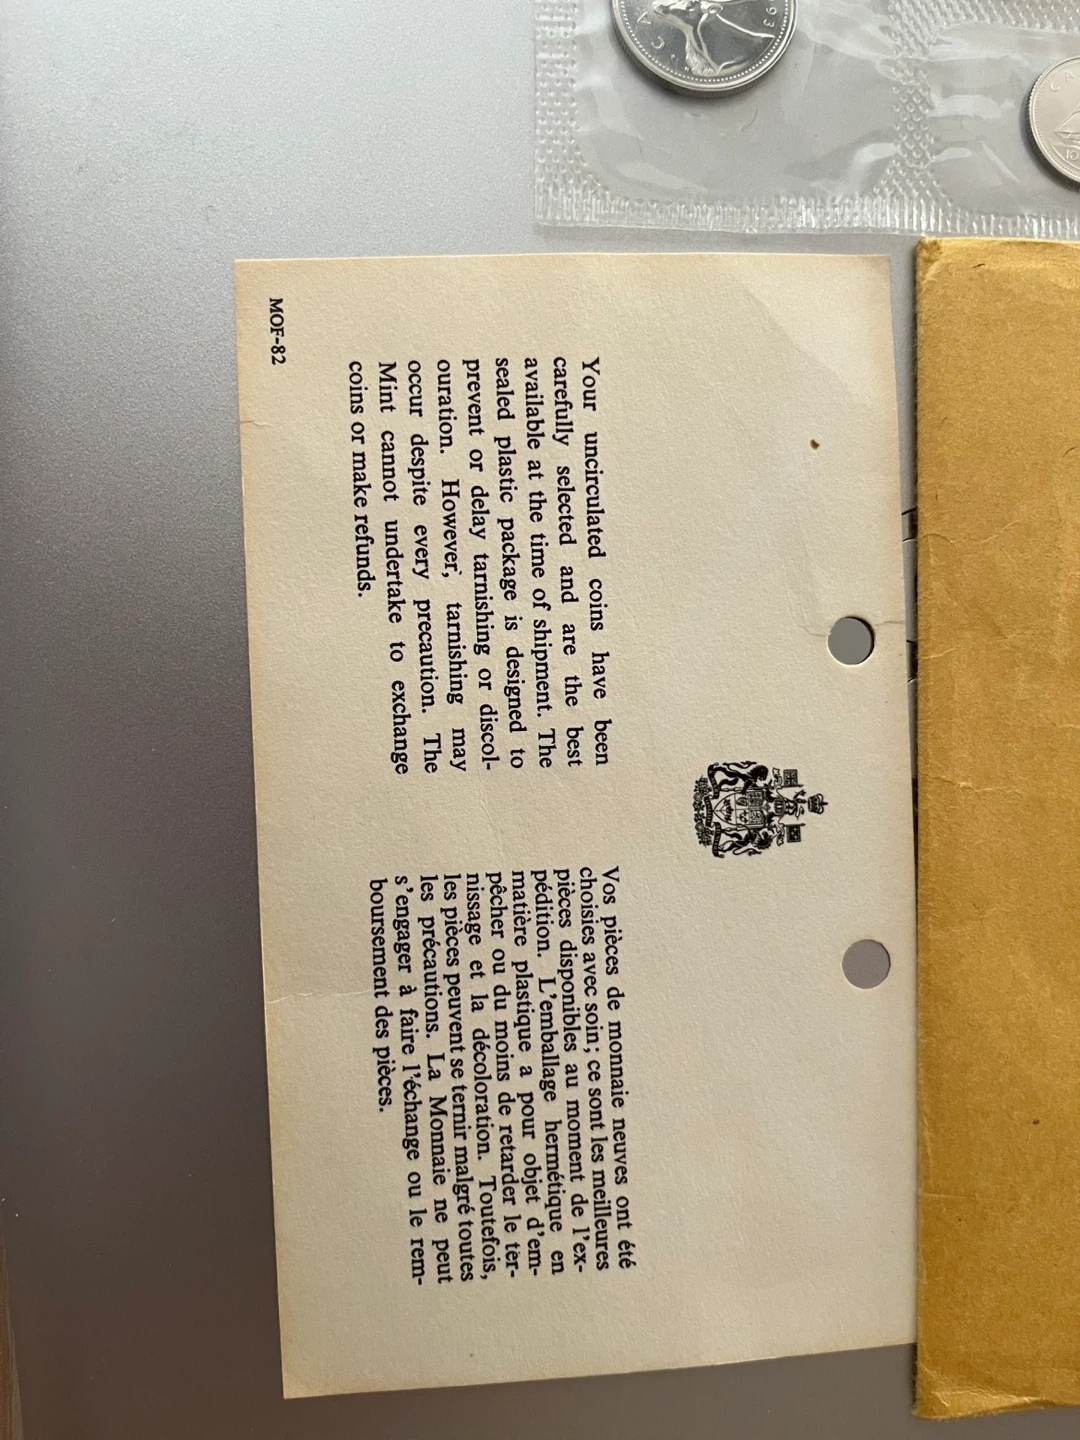 Your uncirculated coins have been
carefully selected and are the best
available at the time of shipment. The
sealed plastic package is designed to
prevent or delay tarnishing or discol-
ouration. However, tarnishing may
occur despite every precaution. The
Mint cannot undertake to exchange
coins or make refunds.
Vos pièces de monnaie neuves ont été
choisies avec soin; ce sont les meilleures
pièces disponibles au moment de l'ex-
pédition. L'emballage hermétique en
matière plastique a pour objet d'em-
pêcher ou du moins de retarder le ter-
nissage et la décoloration. Toutefois,
les pièces peuvent se ternir malgré toutes
les précautions. La Monnaie ne peut
s'engager à faire l'échange ou le rem-
boursement des pièces.
MOF-82